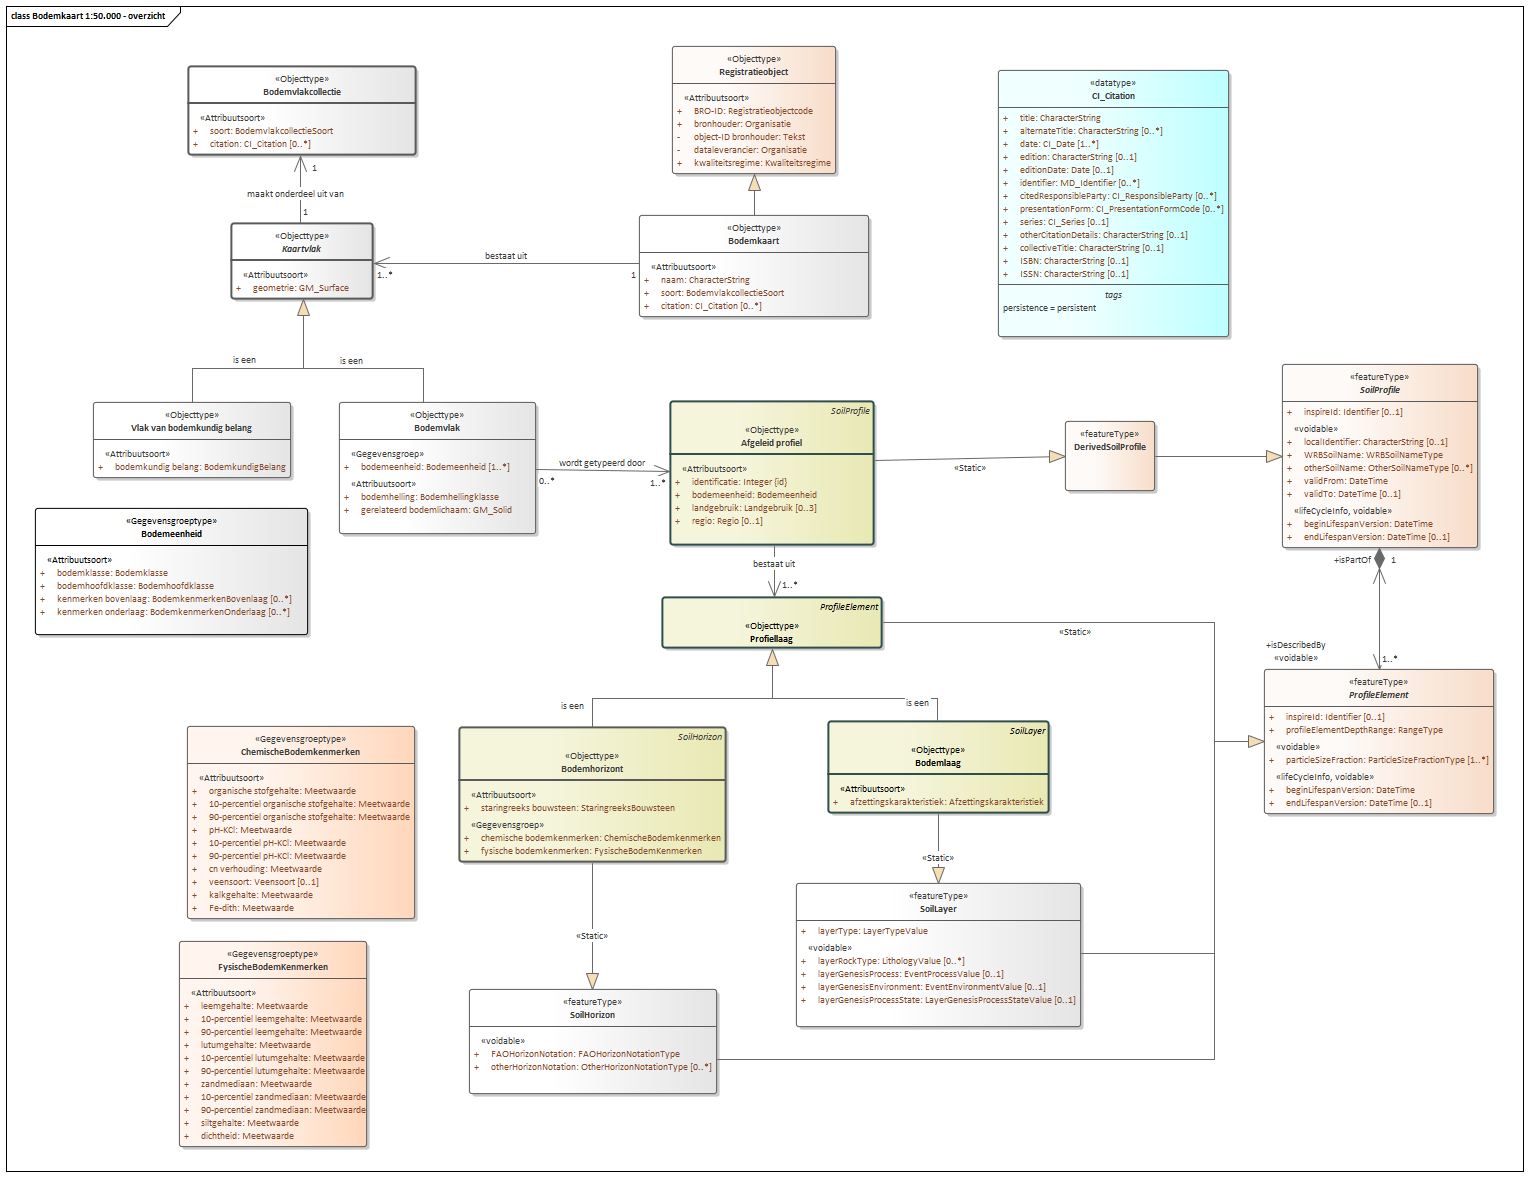 class Bodemkaart 1:50.000 - overzicht
«Objecttype»
Bodemvlakcollectie
«Attribuutsoort»
+ soort: BodemvlakcollectieSoort
+ citation: CI_Citation [0..*]
1
maakt onderdeel uit van
1
«Objecttype»
Kaartvlak
«Attribuutsoort»
+ geometrie: GM_Surface
«Objecttype»
Registratieobject
«Attribuutsoort»
+ BRO-ID: Registratieobjectcode
+ bronhouder: Organisatie
- object-ID bronhouder: Tekst
- dataleverancier: Organisatie
+ kwaliteitsregime: Kwaliteitsregime
«Objecttype»
Bodemkaart
«Attribuutsoort»
+ naam: CharacterString
+ soort: BodemvlakcollectieSoort
+ citation: CI_Citation [0..*]
bestaat uit
1..*
1
«datatype»
CI_Citation
+ title: CharacterString
+ alternateTitle: CharacterString [0..*]
+ date: CI_Date [1..*]
+ edition: CharacterString [0..1]
+ editionDate: Date [0..1]
+ identifier: MD_Identifier [0..*]
+ citedResponsibleParty: CI_ResponsibleParty [0..*]
+ presentationForm: CI_PresentationFormCode [0..*]
+ series: CI_Series [0..1]
+ otherCitationDetails: CharacterString [0..1]
+ collectiveTitle: CharacterString [0..1]
+ ISBN: CharacterString [0..1]
+ ISSN: CharacterString [0..1]
tags
persistence = persistent
is een
is een
«Objecttype»
Vlak van bodemkundig belang
«Attribuutsoort»
+ bodemkundig belang: BodemkundigBelang
«Objecttype»
Bodemvlak
«Gegevensgroep»
+ bodemeenheid: Bodemeenheid [1..*]
«Attribuutsoort»
+ bodemhelling: Bodemhellingklasse
+ gerelateerd bodemlichaam: GM_Solid
wordt getypeerd door
0..*
1..*
SoilProfile
«Objecttype»
Afgeleid profiel
«Attribuutsoort»
+ identificatie: Integer {id}
+ bodemeenheid: Bodemeenheid
+ landgebruik: Landgebruik [0..3]
+ regio: Regio [0..1]
«Static»
«featureType»
DerivedSoilProfile
«featureType»
SoilProfile
+ inspireId: Identifier [0..1]
«voidable»
+ localIdentifier: CharacterString [0..1]
+ WRBSoilName: WRBSoilNameType
+ otherSoilName: OtherSoilNameType [0..*]
+ validFrom: DateTime
+ validTo: DateTime [0..1]
«lifeCycleInfo, voidable»
+ beginLifespanVersion: DateTime
+ endLifespanVersion: DateTime [0..1]
+isPartOf
1
«Gegevensgroeptype»
Bodemeenheid
«Attribuutsoort»
+ bodemklasse: Bodemklasse
+ bodemhoofdklasse: Bodemhoofdklasse
+ kenmerken bovenlaag: BodemkenmerkenBovenlaag [0..*]
+ kenmerken onderlaag: BodemkenmerkenOnderlaag [0..*]
bestaat uit
1..*
ProfileElement
«Objecttype»
Profiellaag
«Static»
+isDescribedBy
«voidable»
1..*
«featureType»
ProfileElement
+ inspireId: Identifier [0..1]
+ profileElementDepthRange: RangeType
«voidable»
+ particleSizeFraction: ParticleSizeFractionType [1..*]
«lifeCycleInfo, voidable»
+ beginLifespanVersion: DateTime
+ endLifespanVersion: DateTime [0..1]
is een
is een
SoilHorizon
«Objecttype»
Bodemhorizont
«Attribuutsoort»
+ staringreeks bouwsteen: StaringreeksBouwsteen
«Gegevensgroep»
+ chemische bodemkenmerken: ChemischeBodemkenmerken
+ fysische bodemkenmerken: FysischeBodemKenmerken
SoilLayer
«Objecttype»
Bodemlaag
«Attribuutsoort»
+ afzettingskarakteristiek: Afzettingskarakteristiek
«Gegevensgroeptype»
ChemischeBodemkenmerken
«Attribuutsoort»
+ organische stofgehalte: Meetwaarde
+ 10-percentiel organische stofgehalte: Meetwaarde
+ 90-percentiel organische stofgehalte: Meetwaarde
+ pH-KCl: Meetwaarde
+ 10-percentiel pH-KCl: Meetwaarde
+ 90-percentiel pH-KCl: Meetwaarde
+ cn verhouding: Meetwaarde
+ veensoort: Veensoort [0..1]
+ kalkgehalte: Meetwaarde
+ Fe-dith: Meetwaarde
«Static»
«featureType»
SoilLayer
+ layerType: LayerTypeValue
«voidable»
+ layerRockType: LithologyValue [0..*]
+ layerGenesisProcess: EventProcessValue [0..1]
+ layerGenesisEnvironment: EventEnvironmentValue [0..1]
+ layerGenesisProcessState: LayerGenesisProcessStateValue [0..1]
«Static»
«featureType»
SoilHorizon
«voidable»
+ FAOHorizonNotation: FAOHorizonNotationType
+ otherHorizonNotation: OtherHorizonNotationType [0..*]
«Gegevensgroeptype»
FysischeBodemKenmerken
«Attribuutsoort»
+ leemgehalte: Meetwaarde
+ 10-percentiel leemgehalte: Meetwaarde
+ 90-percentiel leemgehalte: Meetwaarde
+ lutumgehalte: Meetwaarde
+ 10-percentiel lutumgehalte: Meetwaarde
+ 90-percentiel lutumgehalte: Meetwaarde
+ zandmediaan: Meetwaarde
+ 10-percentiel zandmediaan: Meetwaarde
+ 90-percentiel zandmediaan: Meetwaarde
+ siltgehalte: Meetwaarde
+ dichtheid: Meetwaarde